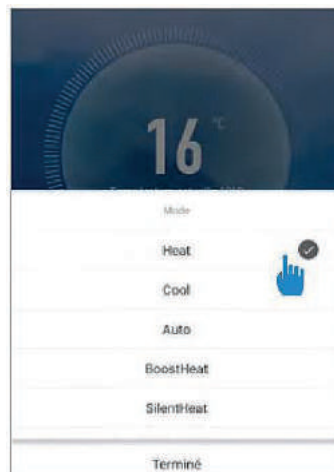 16 °C
Mode
Heat
Cool
Auto
BoostHeat
SilentHeat
Terminé